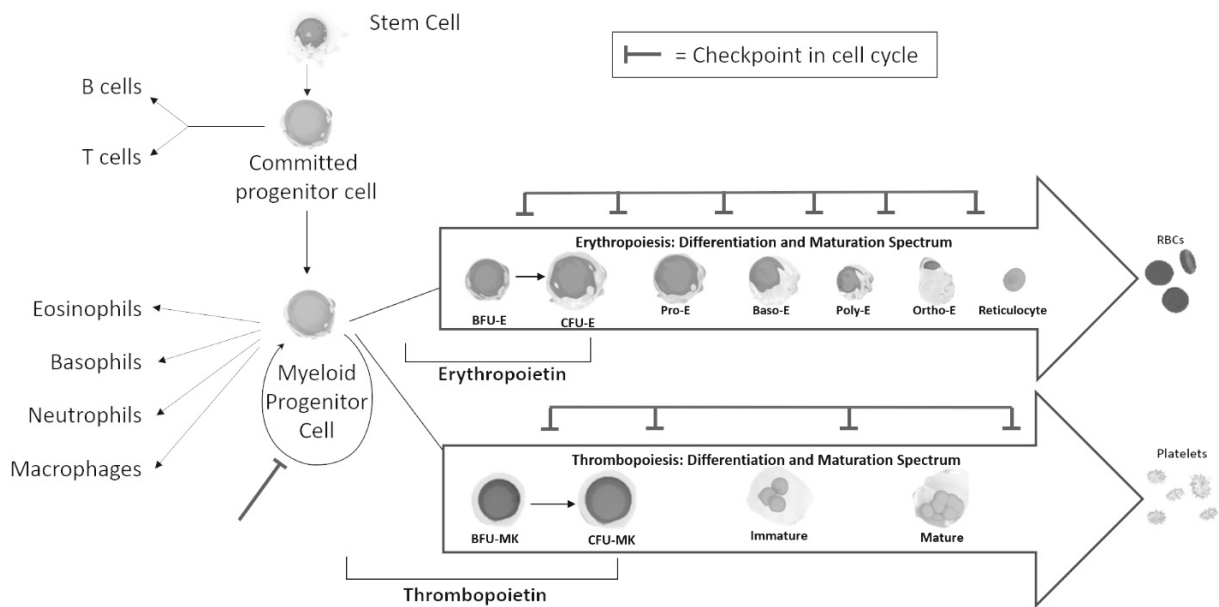 Stem Cell
= Checkpoint in cell cycle
B cells
T cells
Committed
progenitor cell
Erythropoiesis: Differentiation and Maturation Spectrum
BFU-E
CFU-E
Pro-E
Baso-E
Poly-E
Ortho-E
Reticulocyte
RBCs
Erythropoietin
Eosinophils
Basophils
Neutrophils
Macrophages
Myeloid
Progenitor
Cell
Thrombopoiesis: Differentiation and Maturation Spectrum
BFU-MK
CFU-MK
Immature
Mature
Platelets
Thrombopoietin